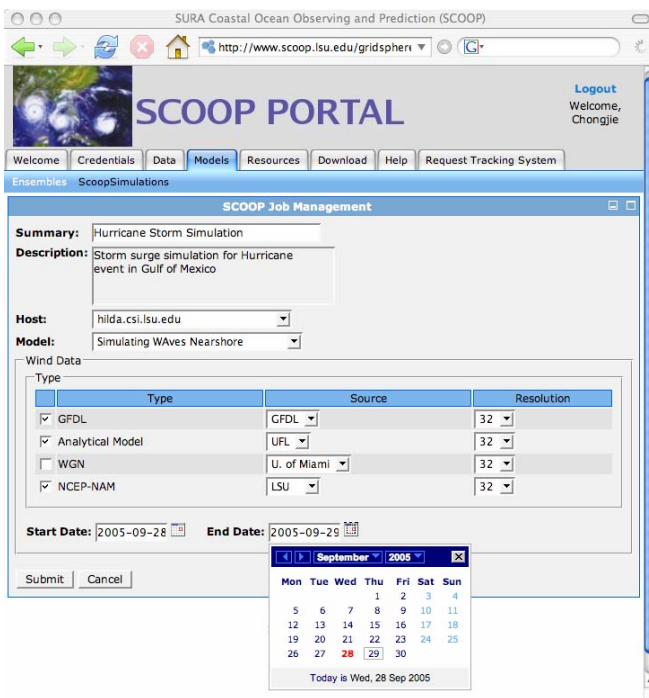 SURA Coastal Ocean Observing and Prediction (SCOOP)
http://www.scoop.lsu.edu/gridsphere
G
SCOOP PORTAL
Logout
Welcome,
Chongjie
Welcome Credentials Data Models Resources Download Help Request Tracking System
Ensembles ScoopSimulations
SCOOP Job Management
Summary: Hurricane Storm Simulation
Description: Storm surge simulation for Hurricane
event in Gulf of Mexico
Host: hilda.csi.lsu.edu
Model: Simulating WAves Nearshore
Wind Data
Type
Type Source Resolution
GFDL GFDL 32
Analytical Model UFL 32
WGN U. of Miami 32
NCEP-NAM LSU 32
Start Date: 2005-09-28 End Date: 2005-09-29
Submit Cancel
September 2005
Mon Tue Wed Thu Fri Sat Sun
1 2 3 4
5 6 7 8 9 10 11
12 13 14 15 16 17 18
19 20 21 22 23 24 25
26 27 28 29 30
Today is Wed, 28 Sep 2005